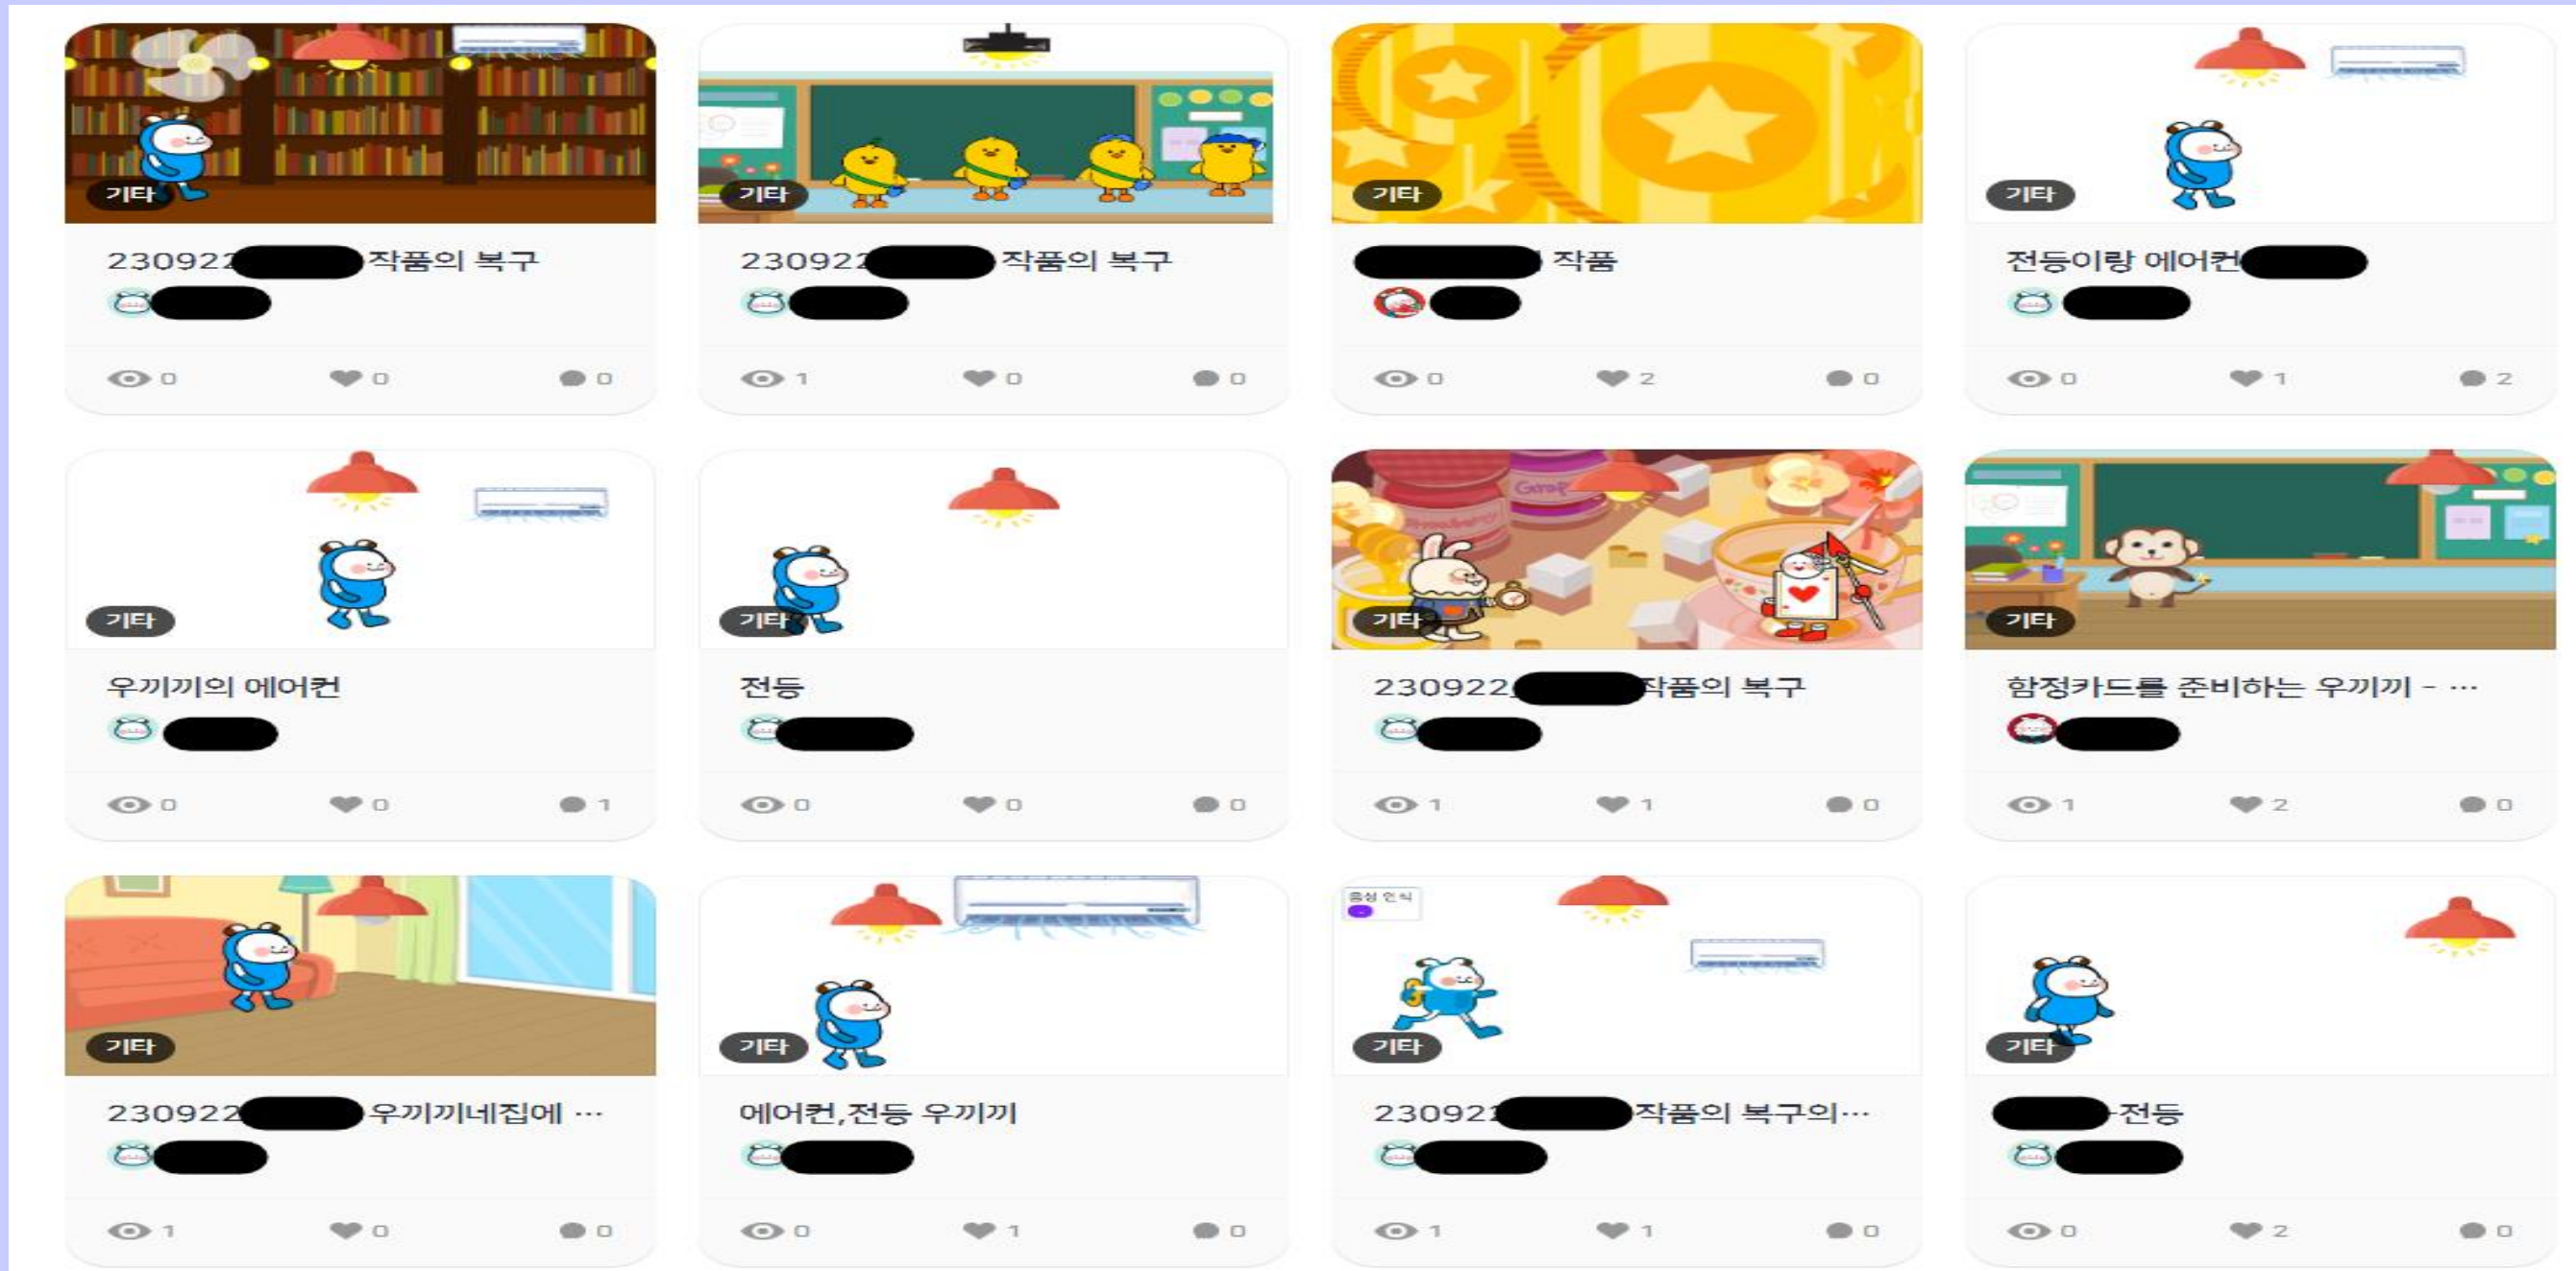 기타
230922 작품의 복구
0 0 0
기타
230922 작품의 복구
1 0 0
기타
작품
0 2 0
기타
전등이랑 에어컨
0 1 2
기타
우끼끼의 에어컨
0 0 1
기타
전등
0 0 0
Grap
기타
230922 작품의 복구
1 1 0
기타
함정카드를 준비하는 우끼끼 - ...
1 2 0
기타
230922 우끼끼네집에 ...
1 0 0
기타
에어컨,전등 우끼끼
0 1 0
음성 인식
기타
230922 작품의 복구의...
1 1 0
기타
-전등
0 2 0